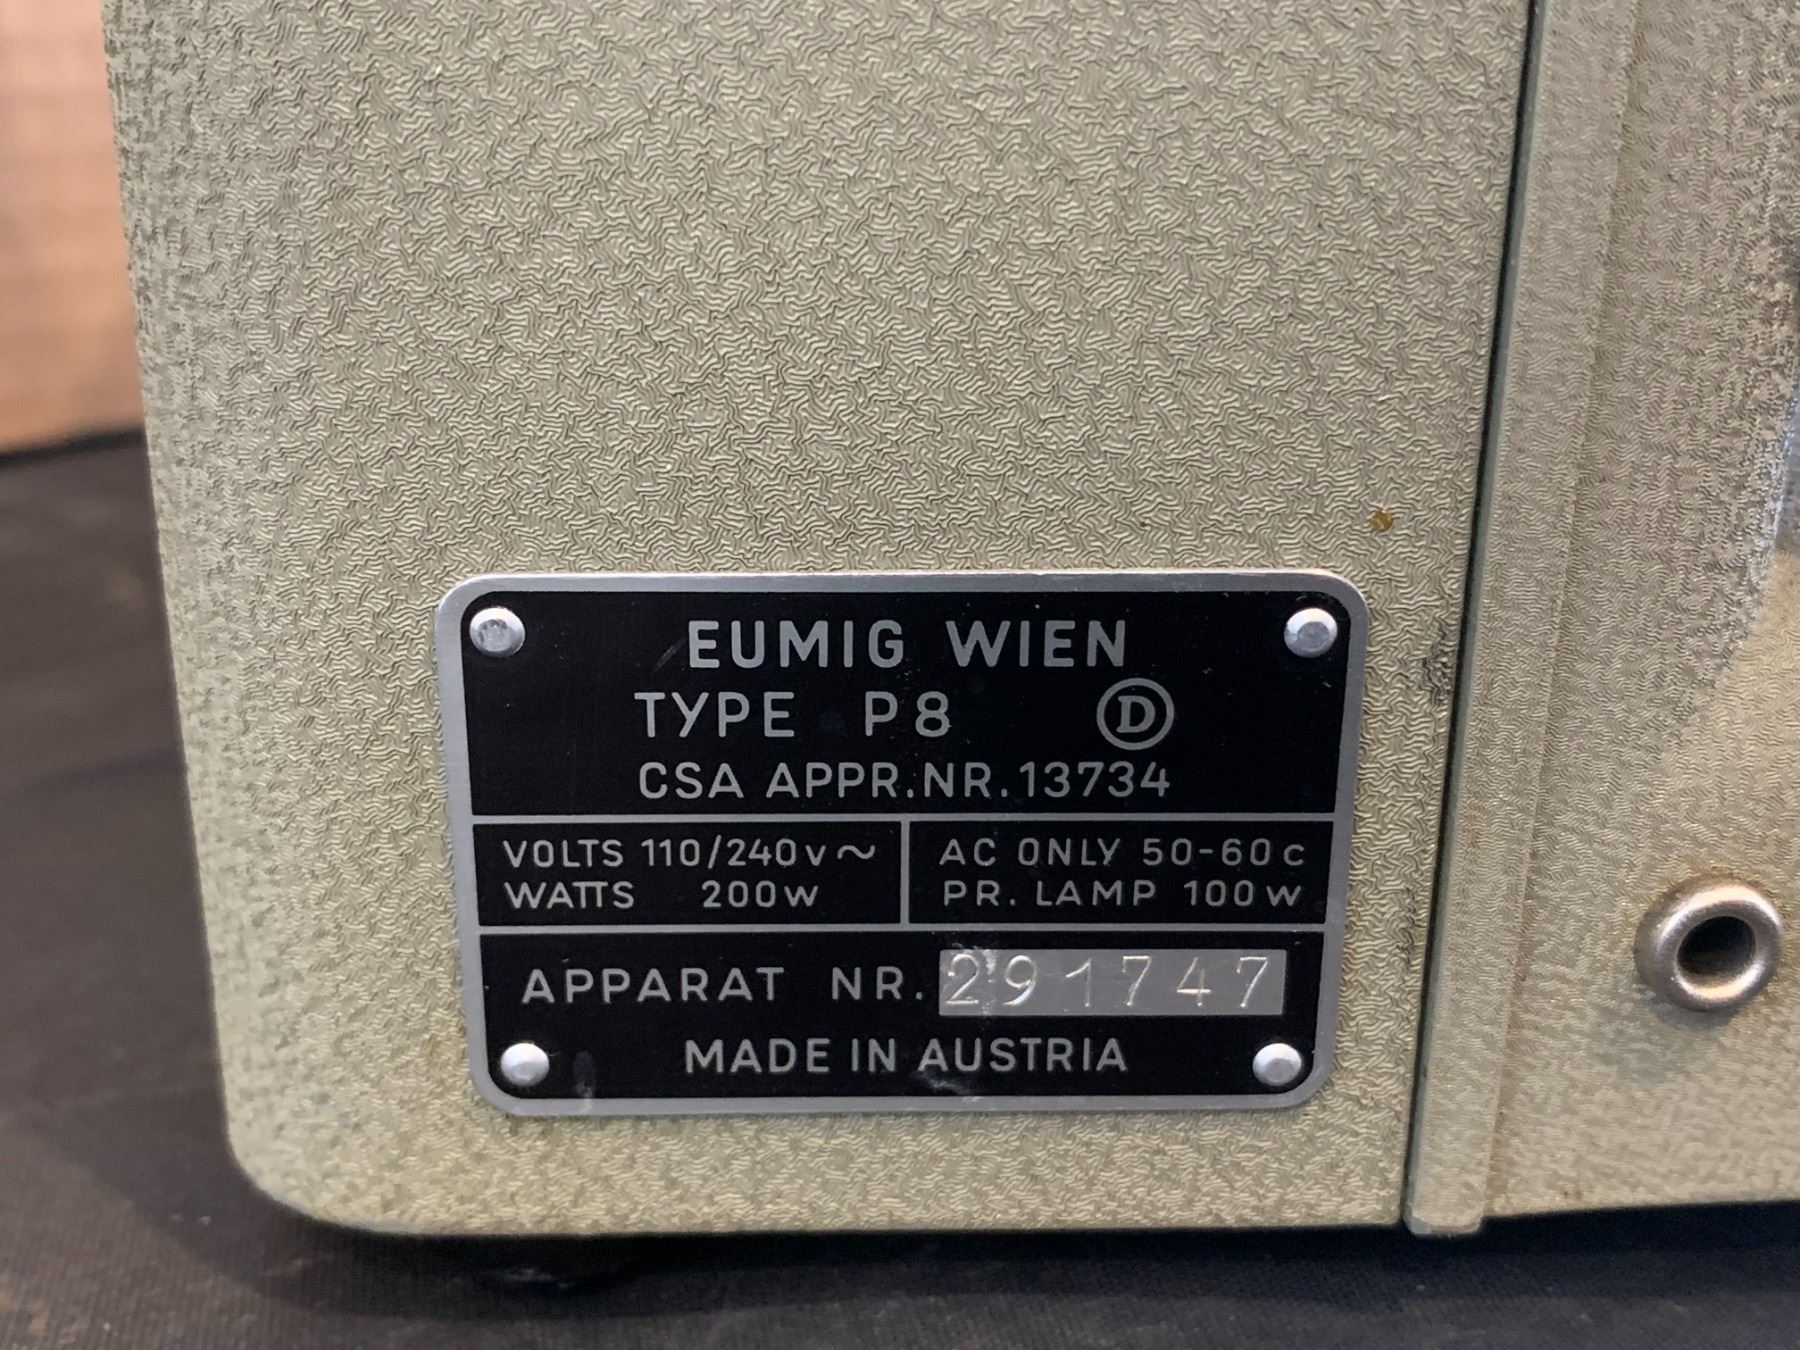 EUMIG WIEN
TYPE P8 Ⓓ
CSA APPR.NR.13734
VOLTS 110/240V~
WATTS 200W
AC ONLY 50-60C
PR. LAMP 100W
APPARAT NR. 291747
MADE IN AUSTRIA